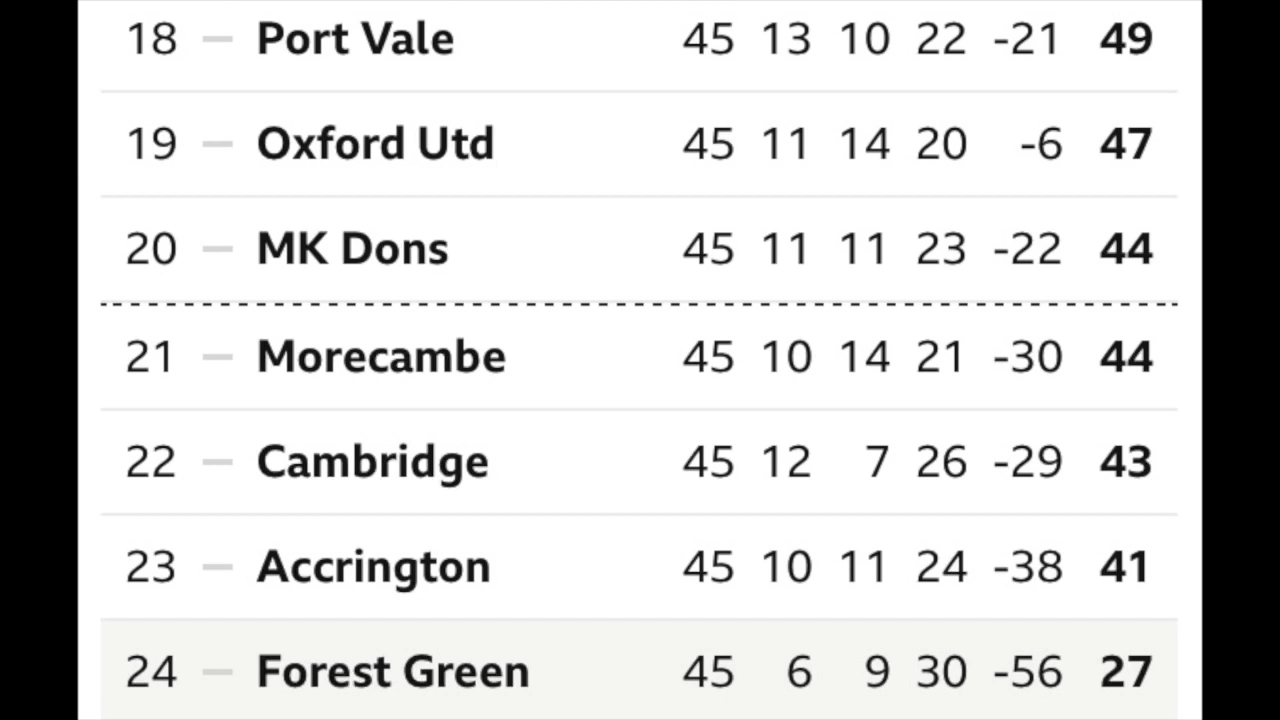 18 — Port Vale 45 13 10 22 -21 49
19 — Oxford Utd 45 11 14 20 -6 47
20 — MK Dons 45 11 11 23 -22 44
21 — Morecambe 45 10 14 21 -30 44
22 — Cambridge 45 12 7 26 -29 43
23 — Accrington 45 10 11 24 -38 41
24 — Forest Green 45 6 9 30 -56 27